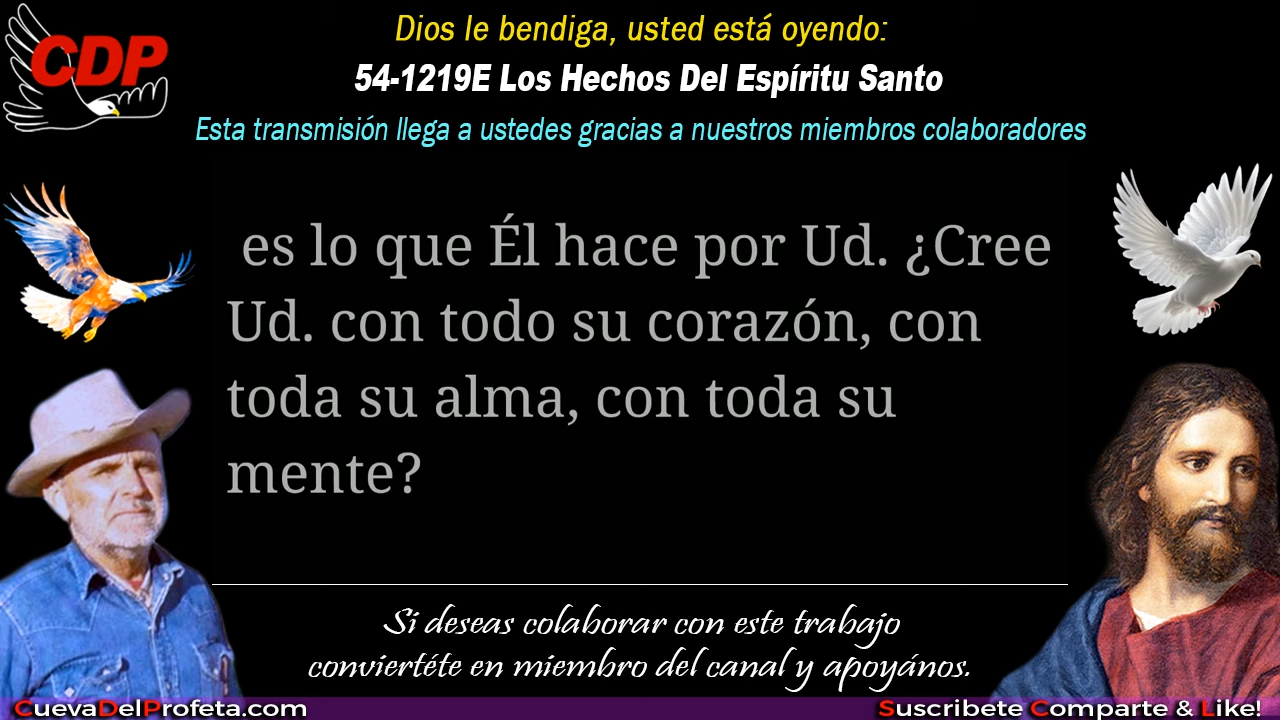 CDP
Dios le bendiga, usted está oyendo:
54-1219E Los Hechos Del Espíritu Santo
Esta transmisión llega a ustedes gracias a nuestros miembros colaboradores
es lo que Él hace por Ud. ¿Cree
Ud. con todo su corazón, con
toda su alma, con toda su
mente?
Si deseas colaborar con este trabajo
conviertéte en miembro del canal y apoyános.
CuevaDelProfeta.com
Suscribete Comparte & Like!